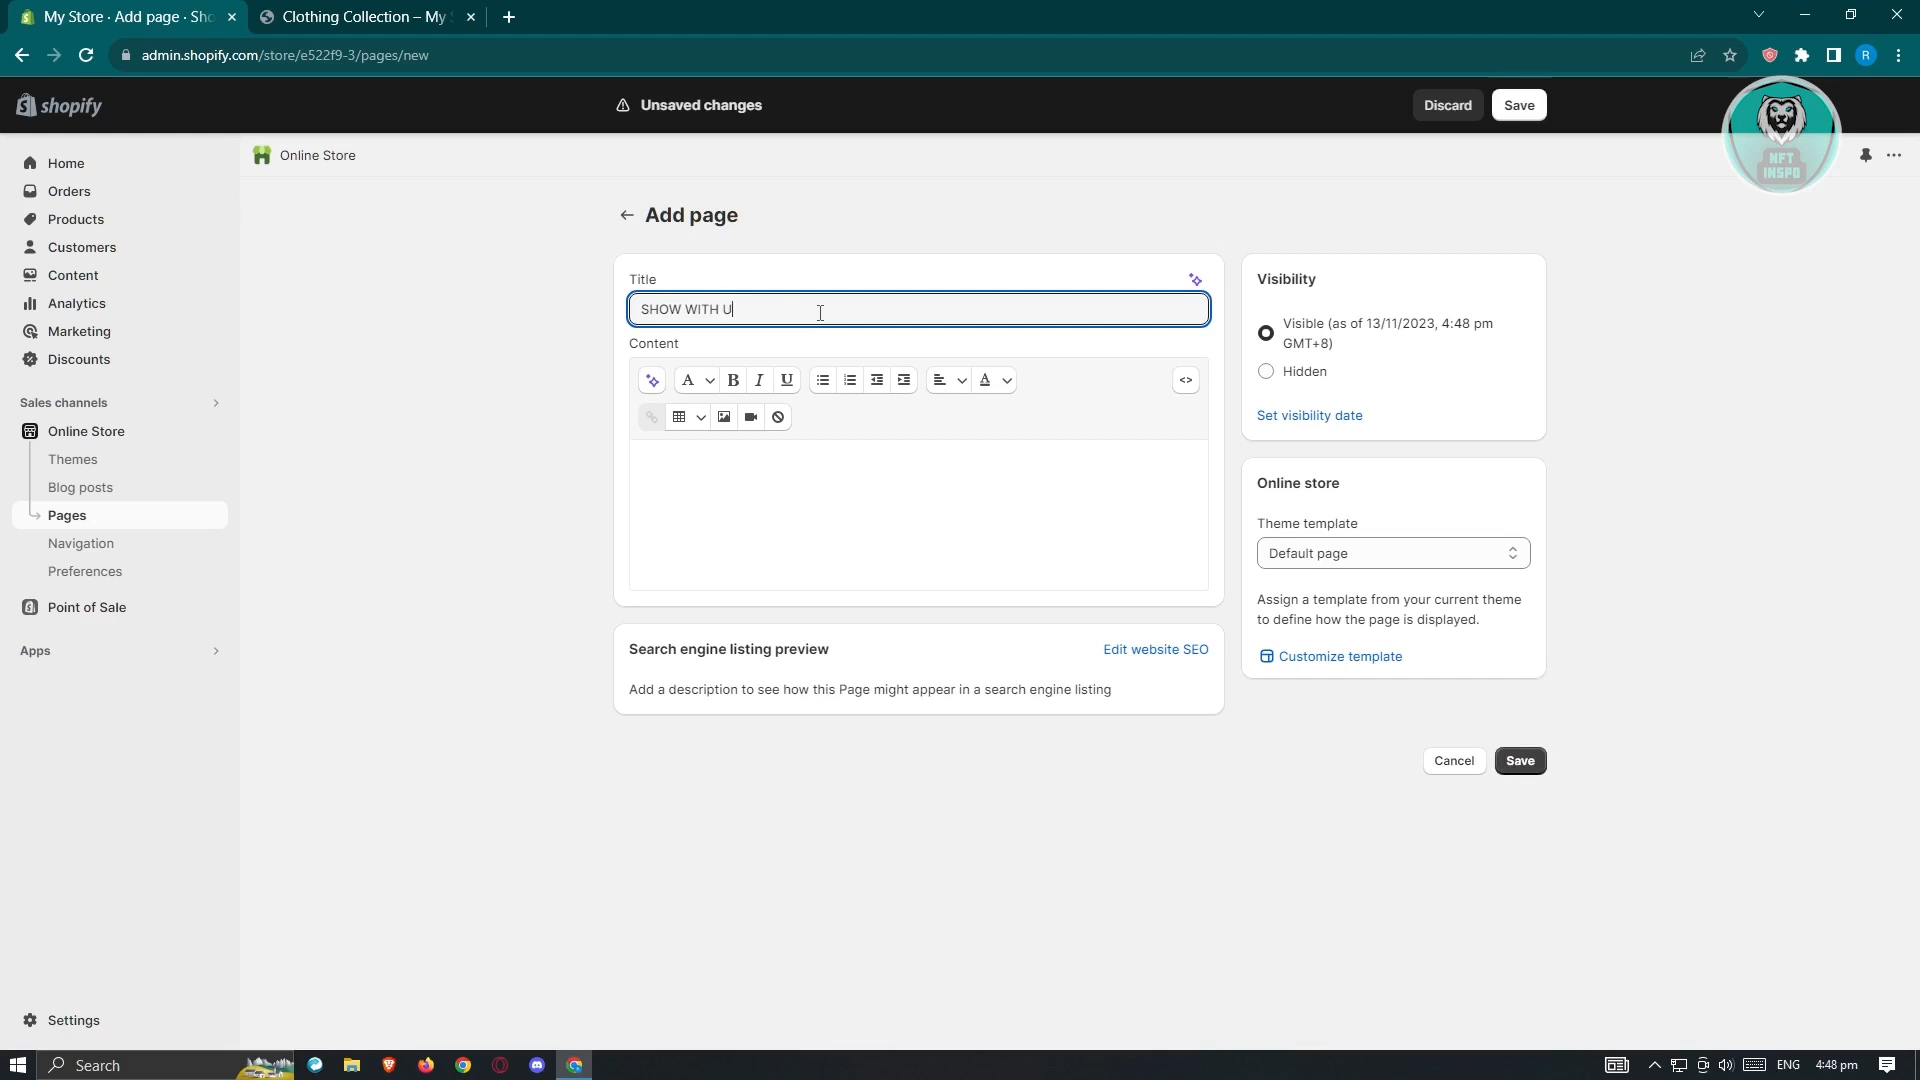 My Store · Add page · Sho
Clothing Collection – My S
admin.shopify.com/store/e522f9-3/pages/new
R
shopify
Unsaved changes
Discard
Save
NFT
INSPO
Home
Orders
Products
Customers
Content
Analytics
Marketing
Discounts
Sales channels
Online Store
Themes
Blog posts
Pages
Navigation
Preferences
Point of Sale
Apps
Settings
Online Store
Add page
Title
SHOW WITH U
Content
A
B
I
U
A
Search engine listing preview
Edit website SEO
Add a description to see how this Page might appear in a search engine listing
Visibility
Visible (as of 13/11/2023, 4:48 pm
GMT+8)
Hidden
Set visibility date
Online store
Theme template
Default page
Assign a template from your current theme
to define how the page is displayed.
Customize template
Cancel
Save
Search
ENG
4:48 pm